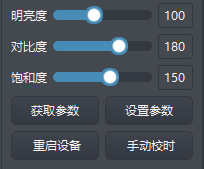 明亮度 100
对比度 180
饱和度 150
获取参数 设置参数
重启设备 手动校时